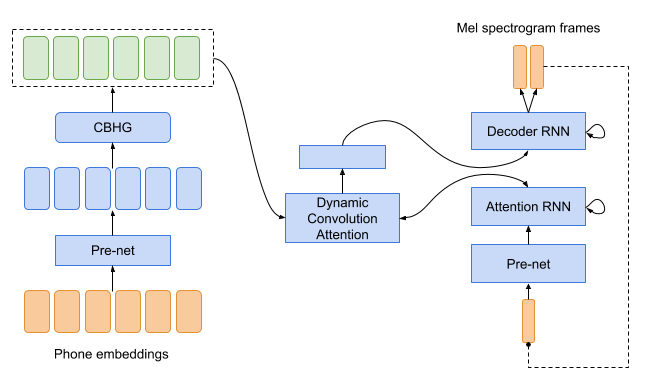 Mel spectrogram frames
CBHG
Decoder RNN
Dynamic
Convolution
Attention
Attention RNN
Pre-net
Pre-net
Phone embeddings